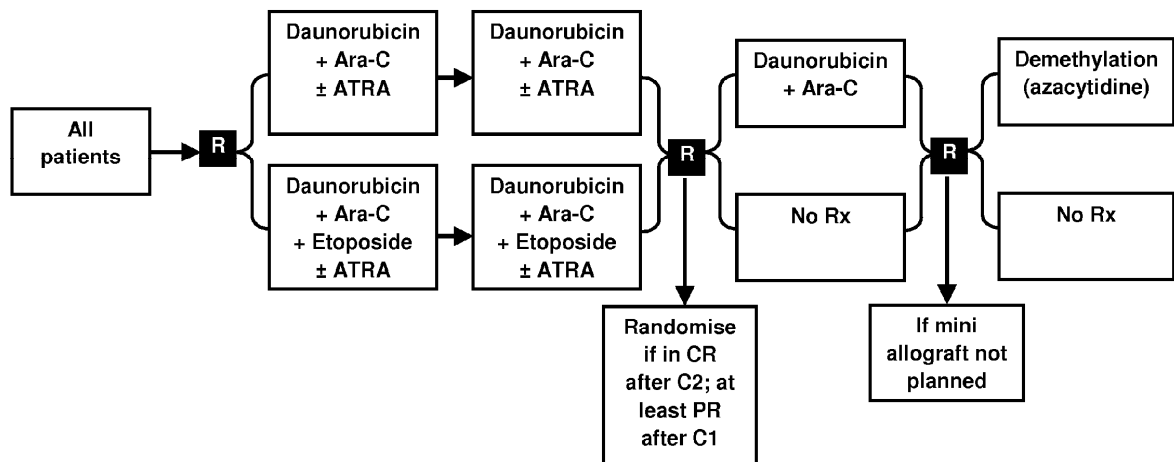 All
patients
R
Daunorubicin
+ Ara-C
± ATRA
Daunorubicin
+ Ara-C
+ Etoposide
± ATRA
Daunorubicin
+ Ara-C
± ATRA
Daunorubicin
+ Ara-C
+ Etoposide
± ATRA
R
Randomise
if in CR
after C2; at
least PR
after C1
Daunorubicin
+ Ara-C
No Rx
R
If mini
allograft not
planned
Demethylation
(azacytidine)
No Rx